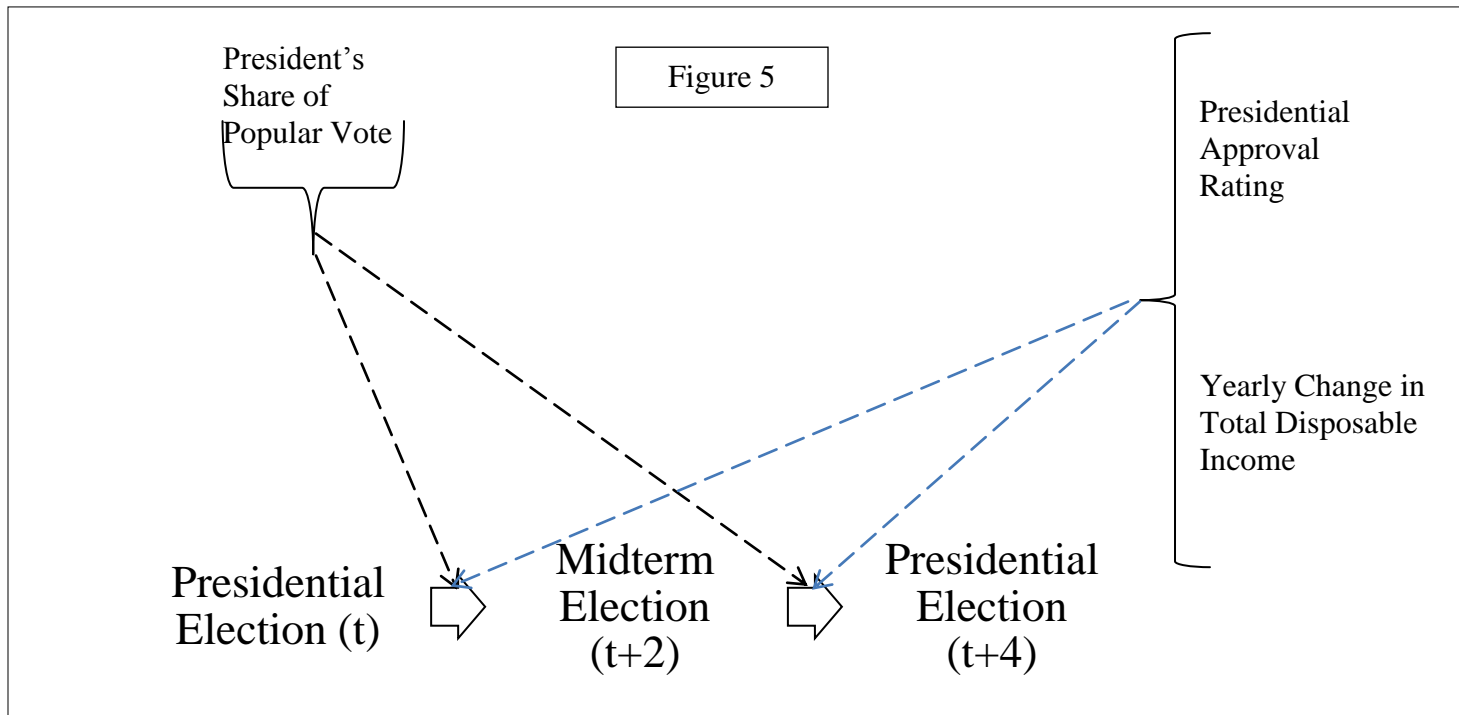 President’s
Share of
Popular Vote
Figure 5
Presidential
Approval
Rating
Yearly Change in
Total Disposable
Income
Presidential
Election (t)
Midterm
Election
(t+2)
Presidential
Election
(t+4)